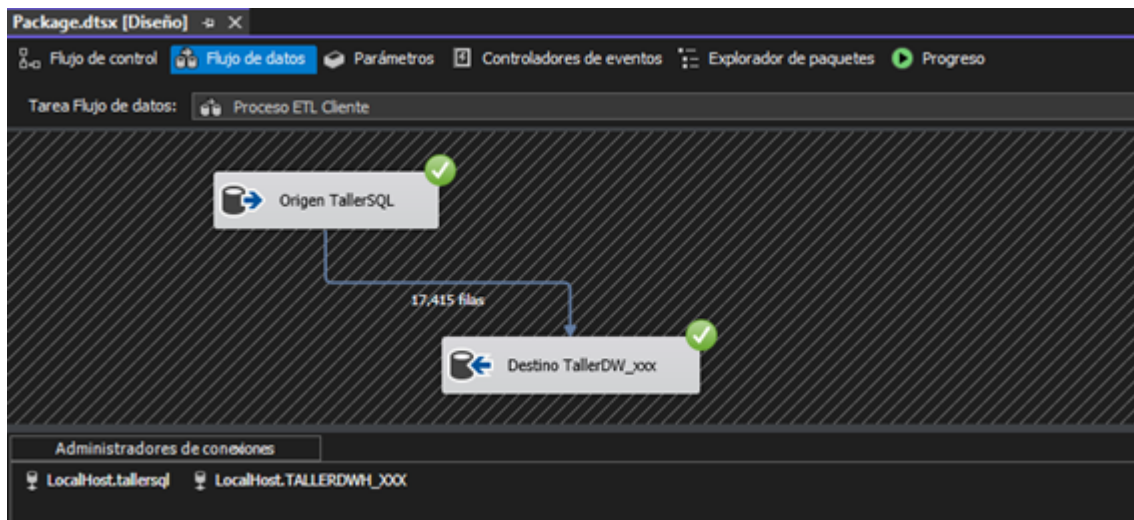 Package.dtsx [Diseño]
Flujo de control Flujo de datos Parámetros Controladores de eventos Explorador de paquetes Progreso
Tarea Flujo de datos: Proceso ETL Cliente
Origen TallerSQL
17,415 filas
Destino TallerDW_xxx
Administradores de conexiones
LocalHost.tallersql LocalHost.TALLERDWH_XXX